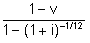 1 – v
1 – (1 + i)^{–1/12}